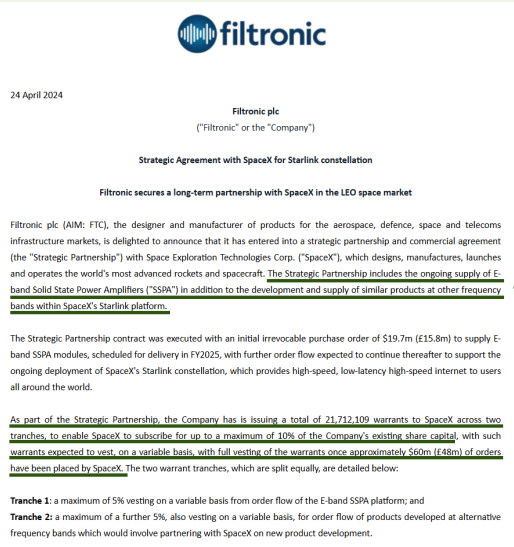 filtronic
24 April 2024
Filtronic plc
("Filtronic" or the "Company")
Strategic Agreement with SpaceX for Starlink constellation
Filtronic secures a long-term partnership with SpaceX in the LEO space market
Filtronic plc (AIM: FTC), the designer and manufacturer of products for the aerospace, defence, space and telecoms
infrastructure markets, is delighted to announce that it has entered into a strategic partnership and commercial agreement
(the "Strategic Partnership") with Space Exploration Technologies Corp. ("SpaceX"), which designs, manufactures, launches
and operates the world's most advanced rockets and spacecraft. The Strategic Partnership includes the ongoing supply of E-
band Solid State Power Amplifiers ("SSPA") in addition to the development and supply of similar products at other frequency
bands within SpaceX's Starlink platform.
The Strategic Partnership contract was executed with an initial irrevocable purchase order of $19.7m (£15.8m) to supply E-
band SSPA modules, scheduled for delivery in FY2025, with further order flow expected to continue thereafter to support the
ongoing deployment of SpaceX's Starlink constellation, which provides high-speed, low-latency high-speed internet to users
all around the world.
As part of the Strategic Partnership, the Company has is issuing a total of 21,712,109 warrants to SpaceX across two
tranches, to enable SpaceX to subscribe for up to a maximum of 10% of the Company's existing share capital, with such
warrants expected to vest, on a variable basis, with full vesting of the warrants once approximately $60m (£48m) of orders
have been placed by SpaceX. The two warrant tranches, which are split equally, are detailed below:
Tranche 1: a maximum of 5% vesting on a variable basis from order flow of the E-band SSPA platform; and
Tranche 2: a maximum of a further 5%, also vesting on a variable basis, for order flow of products developed at alternative
frequency bands which would involve partnering with SpaceX on new product development.